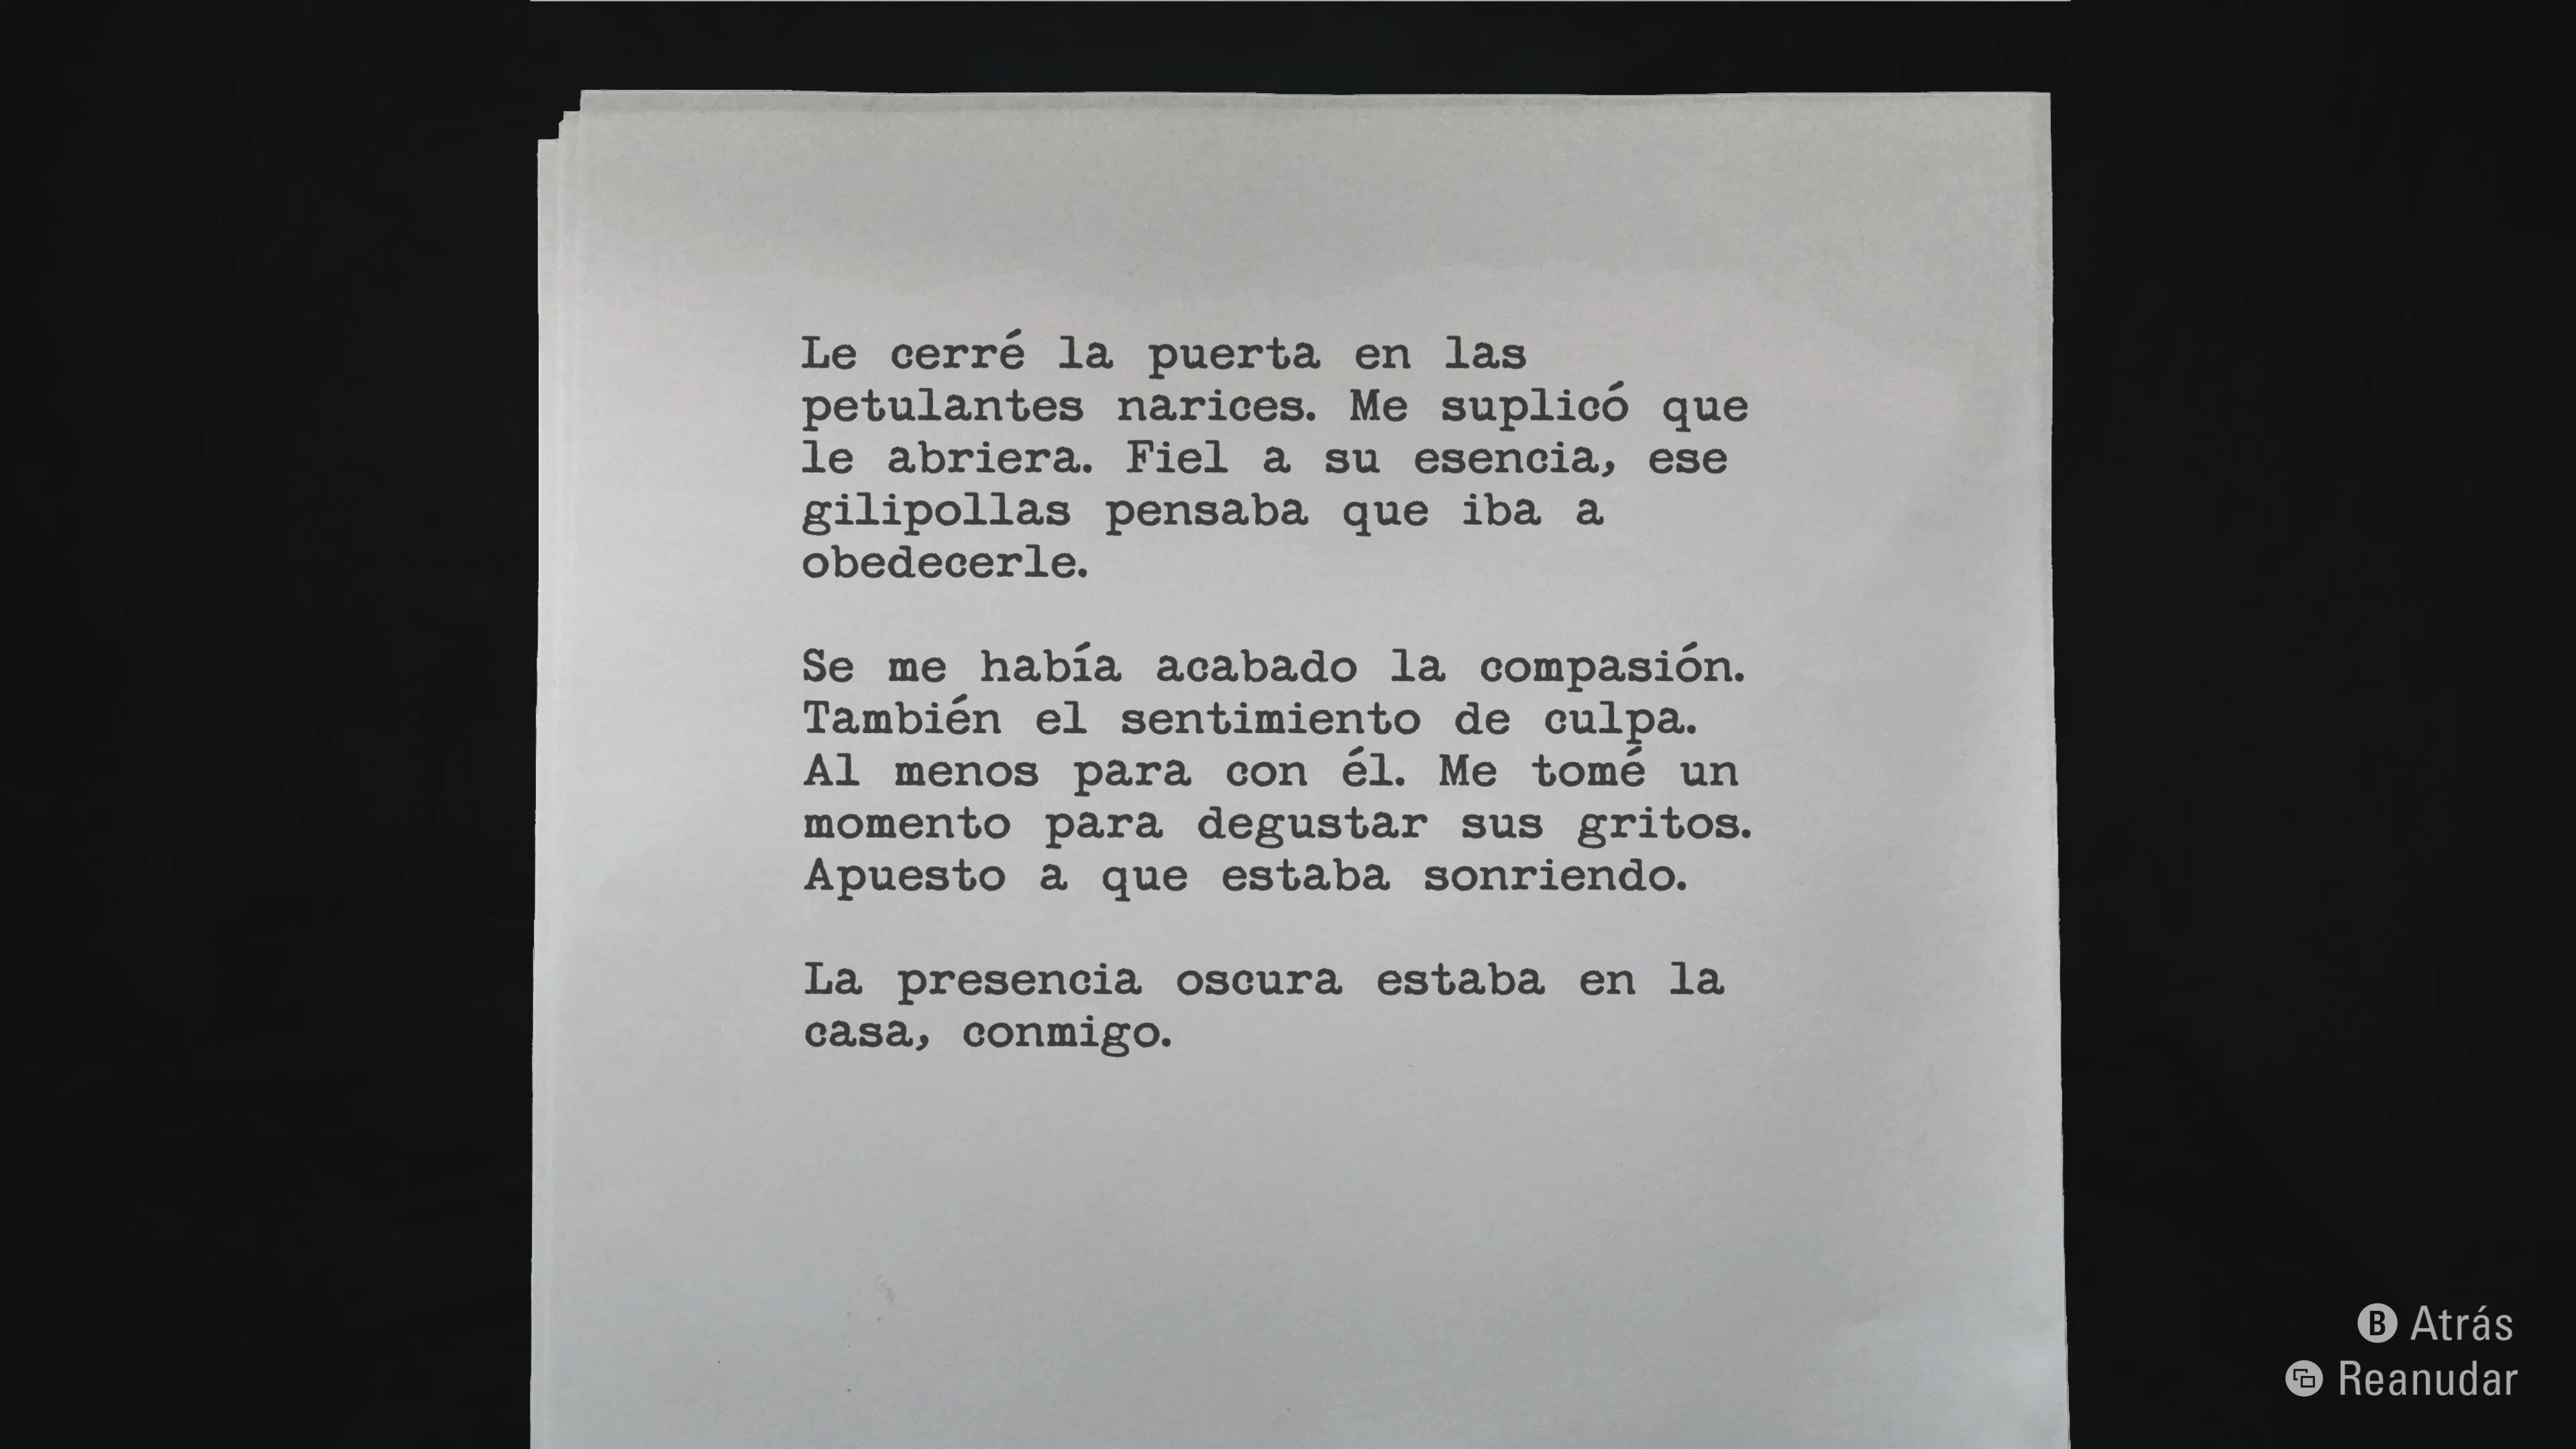 Le cerré la puerta en las
petulantes narices. Me suplicó que
le abriera. Fiel a su esencia, ese
gilipollas pensaba que iba a
obedecerle.
Se me había acabado la compasión.
También el sentimiento de culpa.
Al menos para con él. Me tomé un
momento para degustar sus gritos.
Apuesto a que estaba sonriendo.
La presencia oscura estaba en la
casa, conmigo.
B Atrás
Reanudar